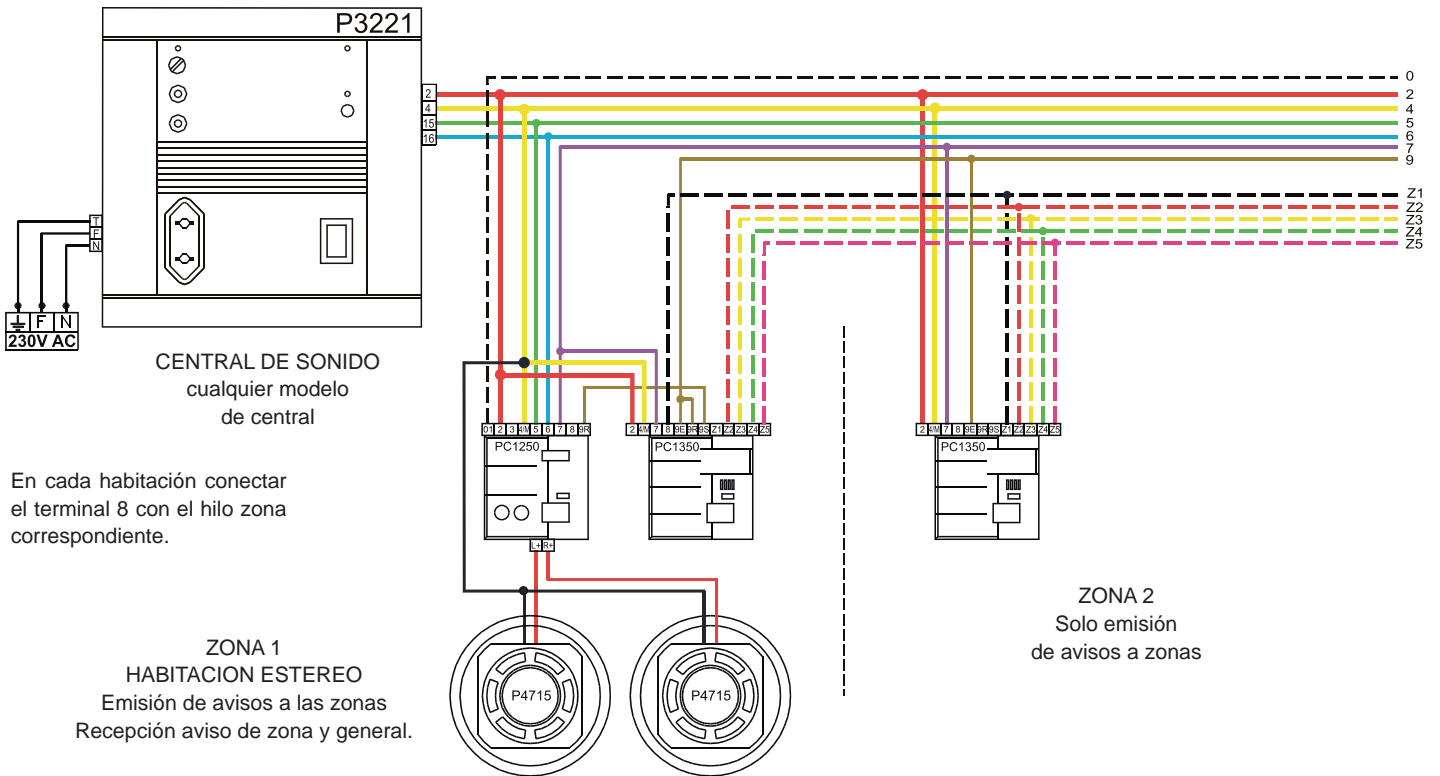 P3221
2
4
15
16
T
F
N
F N
230V AC
0
2
4
5
6
7
9
Z1
Z2
Z3
Z4
Z5
CENTRAL DE SONIDO
cualquier modelo
de central
En cada habitación conectar
el terminal 8 con el hilo zona
correspondiente.
01 2 3 4/M 5 6 7 8 9R
PC1250
L+ R+
2 4/M 7 8 9E 9R 9S Z1 Z2 Z3 Z4 Z5
PC1350
2 4/M 7 8 9E 9R 9S Z1 Z2 Z3 Z4 Z5
PC1350
ZONA 1
HABITACION ESTEREO
Emisión de avisos a las zonas
Recepción aviso de zona y general.
P4715
P4715
ZONA 2
Solo emisión
de avisos a zonas